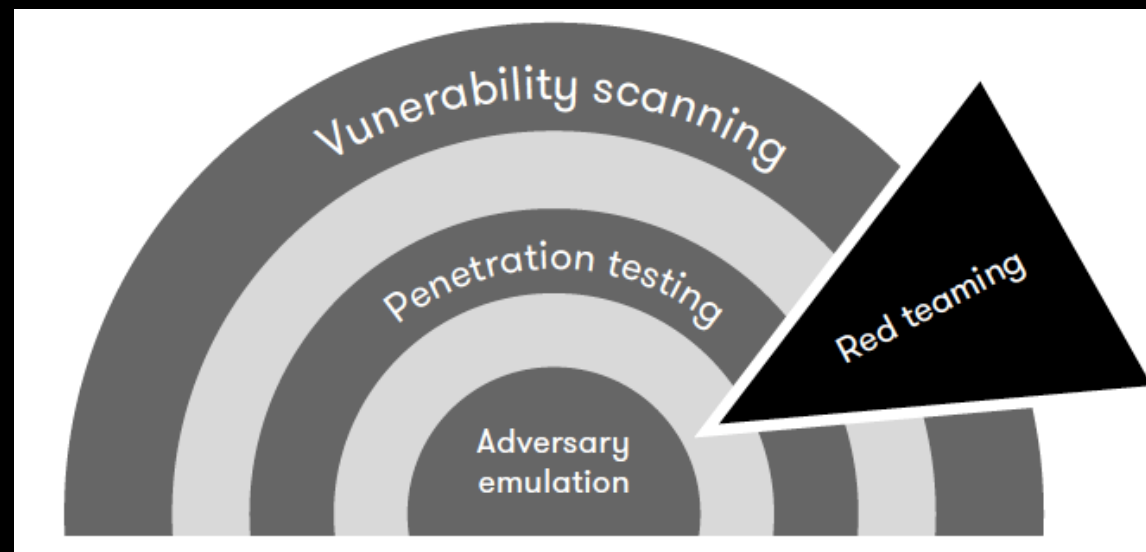 Vunerability scanning
Penetration testing
Red teaming
Adversary
emulation